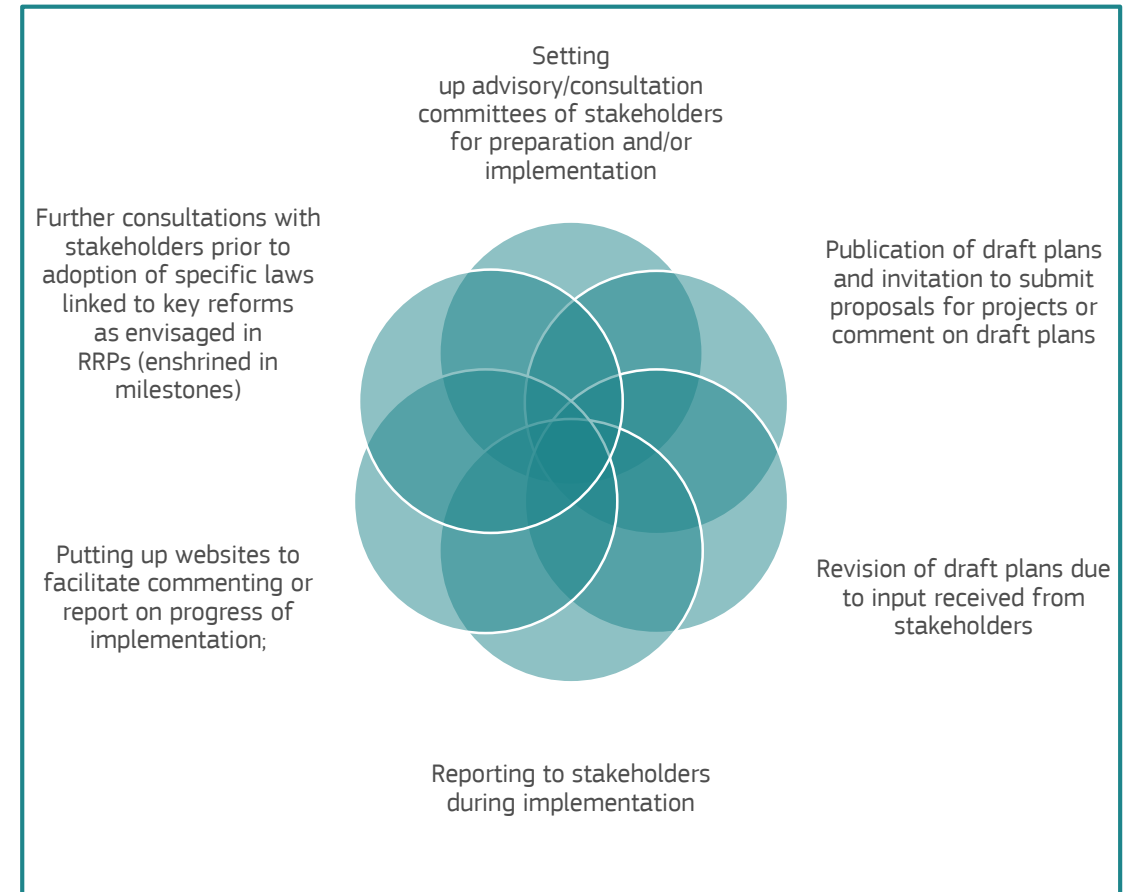 Setting
up advisory/consultation
committees of stakeholders
for preparation and/or
implementation
Publication of draft plans
and invitation to submit
proposals for projects or
comment on draft plans
Revision of draft plans due
to input received from
stakeholders
Reporting to stakeholders
during implementation
Putting up websites to
facilitate commenting or
report on progress of
implementation;
Further consultations with
stakeholders prior to
adoption of specific laws
linked to key reforms
as envisaged in
RRPs (enshrined in
milestones)